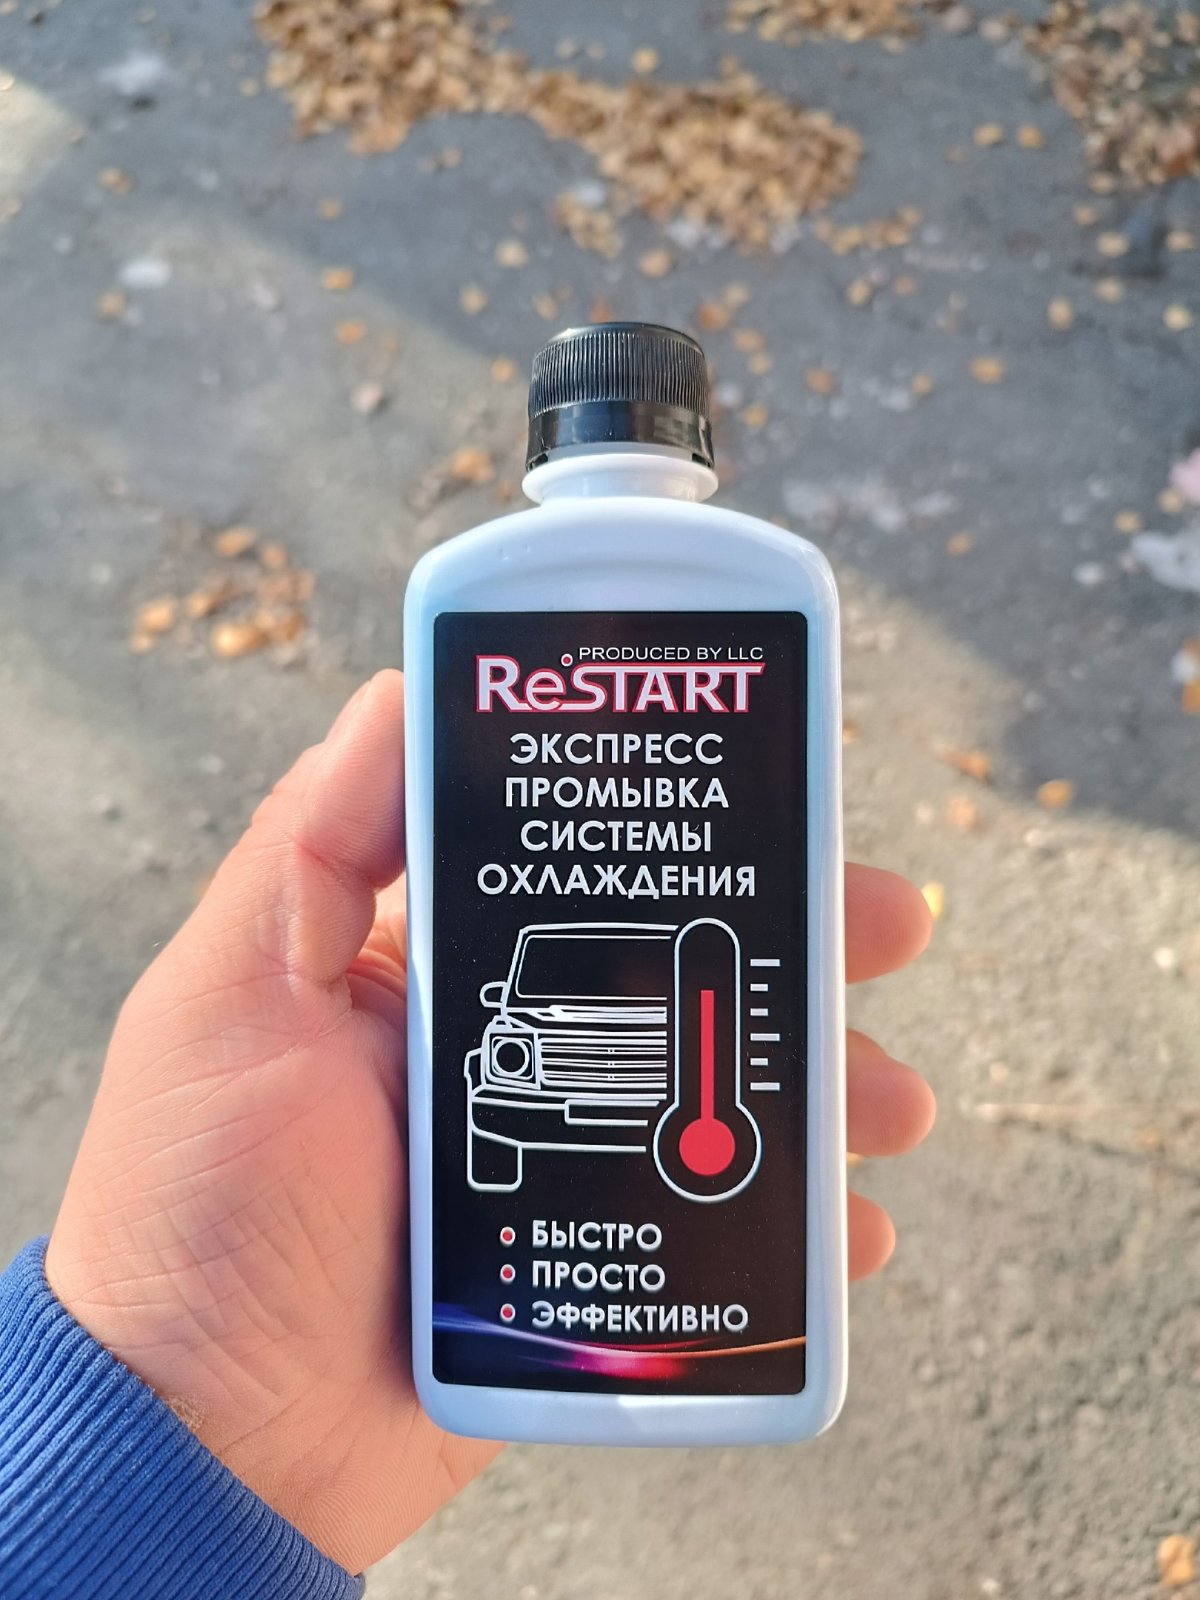 PRODUCED BY LLC
ReSTART
ЭКСПРЕСС
ПРОМЫВКА
СИСТЕМЫ
ОХЛАЖДЕНИЯ
БЫСТРО
ПРОСТО
ЭФФЕКТИВНО